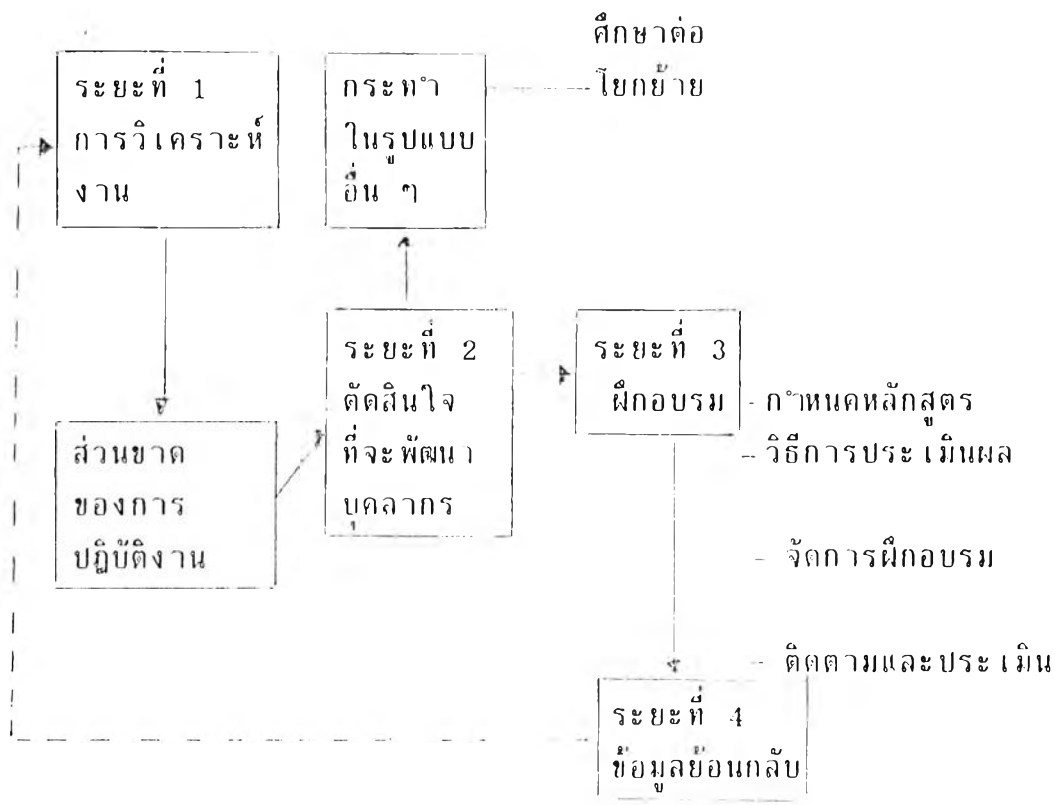 ระยะที่ 1
การวิเคราะห์
งาน
กระทำ
ในรูปแบบ
อื่น ๆ
ศึกษาต่อ
โยกย้าย
ส่วนขาด
ของการ
ปฏิบัติงาน
ระยะที่ 2
ตัดสินใจ
ที่จะพัฒนา
บุคลากร
ระยะที่ 3
ฝึกอบรม
- กำหนดหลักสูตร
- วิธีการประเมินผล
- จัดการฝึกอบรม
- ติดตามและประเมิน
ระยะที่ 4
ข้อมูลย้อนกลับ